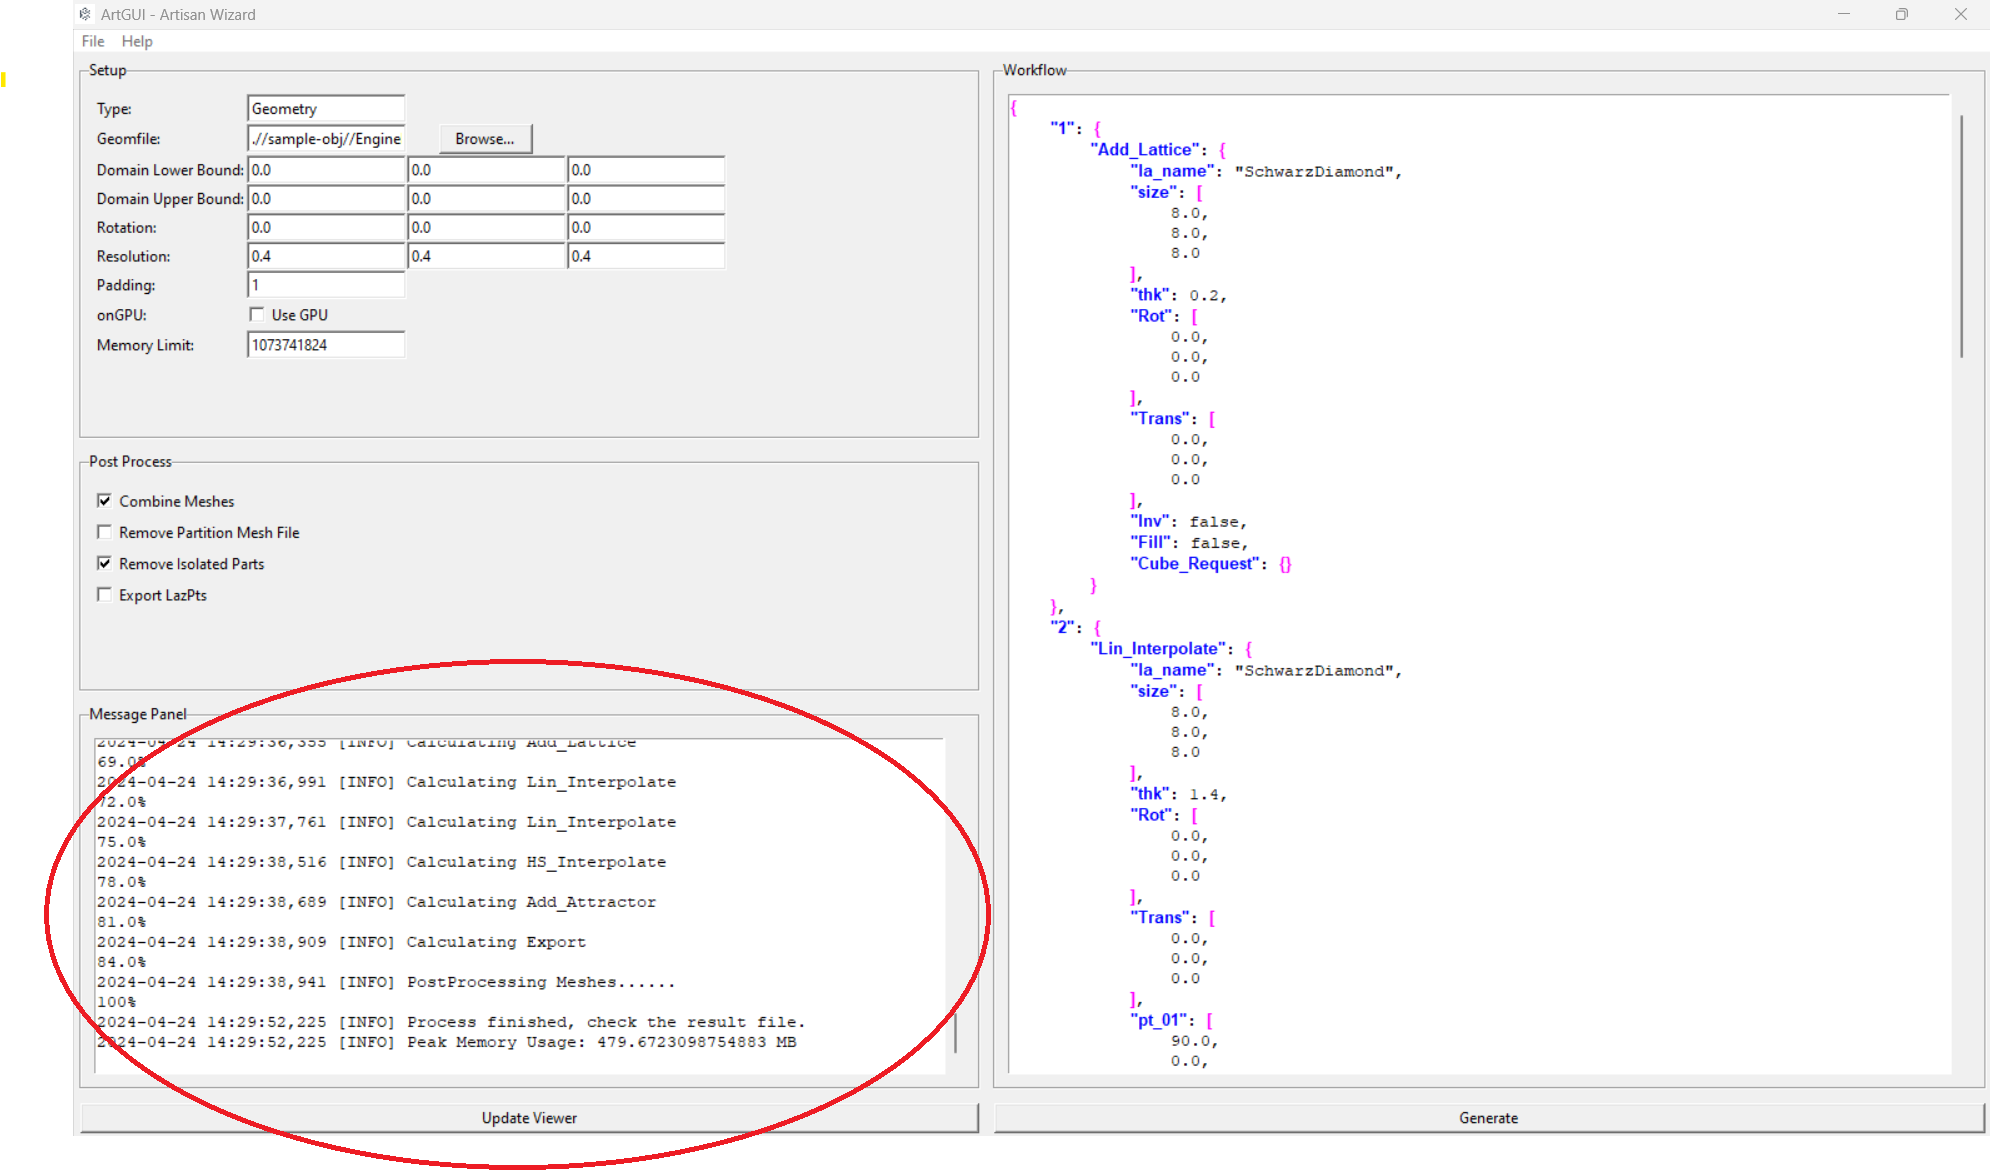 ArtGUI - Artisan Wizard
File Help
Setup
Type: Geometry
Geomfile: .//sample-obj//Engine Browse...
Domain Lower Bound: 0.0 0.0 0.0
Domain Upper Bound: 0.0 0.0 0.0
Rotation: 0.0 0.0 0.0
Resolution: 0.4 0.4 0.4
Padding: 1
onGPU: Use GPU
Memory Limit: 1073741824
Post Process
Combine Meshes
Remove Partition Mesh File
Remove Isolated Parts
Export LazPts
Message Panel
2024-04-24 14:29:36,355 [INFO] Calculating Add_Lattice
69.0%
2024-04-24 14:29:36,991 [INFO] Calculating Lin_Interpolate
72.0%
2024-04-24 14:29:37,761 [INFO] Calculating Lin_Interpolate
75.0%
2024-04-24 14:29:38,516 [INFO] Calculating HS_Interpolate
78.0%
2024-04-24 14:29:38,689 [INFO] Calculating Add_Attractor
81.0%
2024-04-24 14:29:38,909 [INFO] Calculating Export
84.0%
2024-04-24 14:29:38,941 [INFO] PostProcessing Meshes......
100%
2024-04-24 14:29:52,225 [INFO] Process finished, check the result file.
2024-04-24 14:29:52,225 [INFO] Peak Memory Usage: 479.6723098754883 MB
Update Viewer
Workflow
{
"1": {
"Add_Lattice": {
"la_name": "SchwarzDiamond",
"size": [
8.0,
8.0,
8.0
],
"thk": 0.2,
"Rot": [
0.0,
0.0,
0.0
],
"Trans": [
0.0,
0.0,
0.0
],
"Inv": false,
"Fill": false,
"Cube_Request": {}
}
},
"2": {
"Lin_Interpolate": {
"la_name": "SchwarzDiamond",
"size": [
8.0,
8.0,
8.0
],
"thk": 1.4,
"Rot": [
0.0,
0.0,
0.0
],
"Trans": [
0.0,
0.0,
0.0
],
"pt_01": [
90.0,
0.0,
Generate